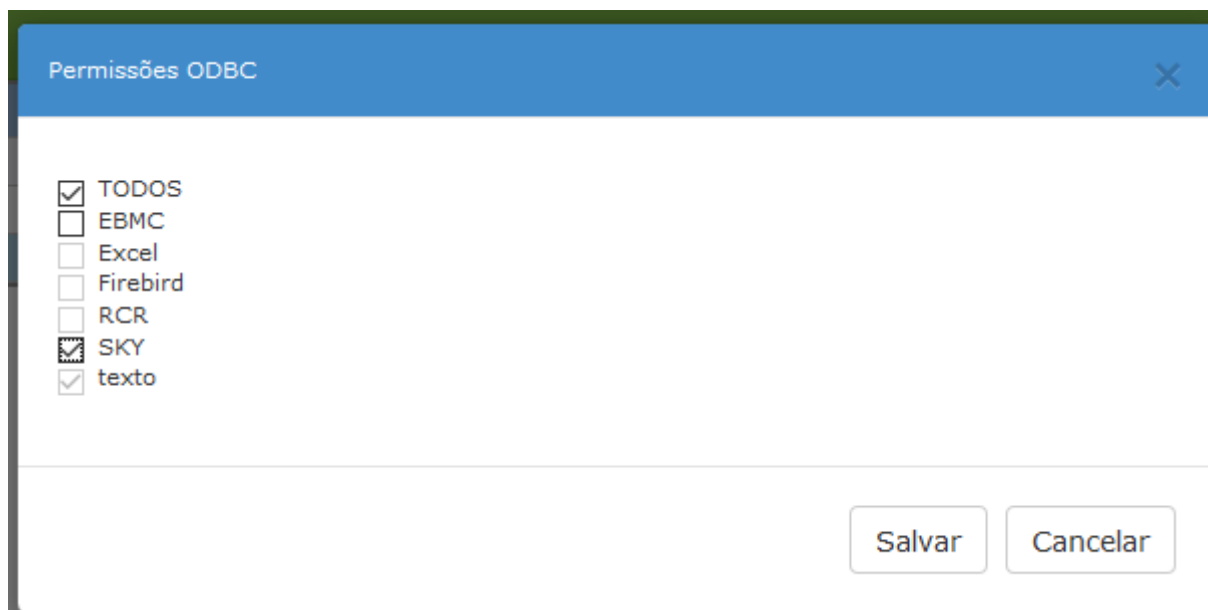 Permissões ODBC
TODOS
EBMC
Excel
Firebird
RCR
SKY
texto
Salvar
Cancelar